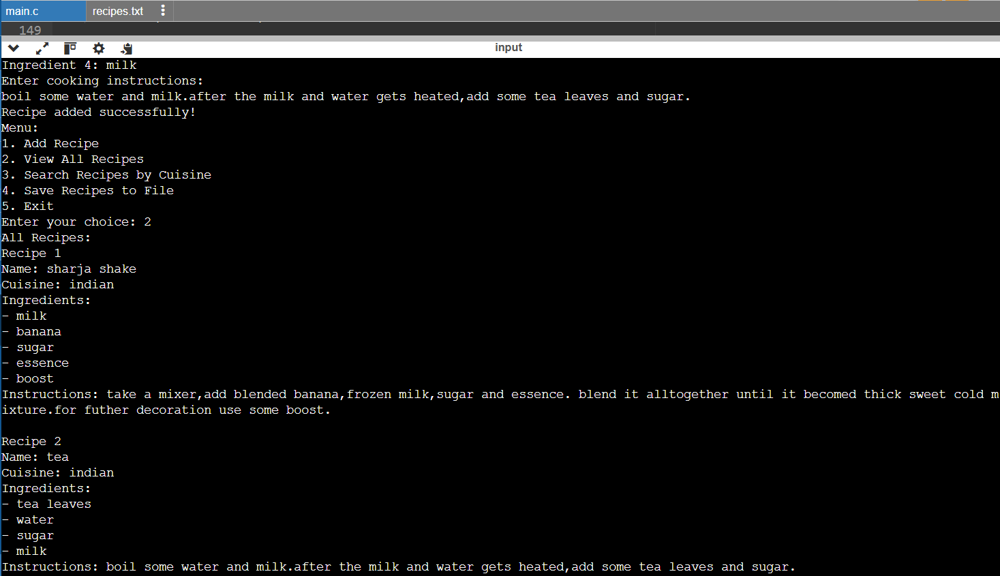 main.c recipes.txt
149
input
Ingredient 4: milk
Enter cooking instructions:
boil some water and milk.after the milk and water gets heated,add some tea leaves and sugar.
Recipe added successfully!
Menu:
1. Add Recipe
2. View All Recipes
3. Search Recipes by Cuisine
4. Save Recipes to File
5. Exit
Enter your choice: 2
All Recipes:
Recipe 1
Name: sharja shake
Cuisine: indian
Ingredients:
- milk
- banana
- sugar
- essence
- boost
Instructions: take a mixer,add blended banana,frozen milk,sugar and essence. blend it alltogether until it becomed thick sweet cold m
ixture.for futher decoration use some boost.
Recipe 2
Name: tea
Cuisine: indian
Ingredients:
- tea leaves
- water
- sugar
- milk
Instructions: boil some water and milk.after the milk and water gets heated,add some tea leaves and sugar.